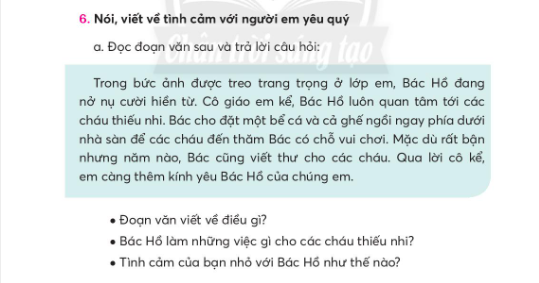 6. Nói, viết về tình cảm với người em yêu quý
a. Đọc đoạn văn sau và trả lời câu hỏi:
Chân trời sáng tạo
Trong bức ảnh được treo trang trọng ở lớp em, Bác Hồ đang
nở nụ cười hiền từ. Cô giáo em kể, Bác Hồ luôn quan tâm tới các
cháu thiếu nhi. Bác cho đặt một bể cá và cả ghế ngồi ngay phía dưới
nhà sàn để các cháu đến thăm Bác có chỗ vui chơi. Mặc dù rất bận
nhưng năm nào, Bác cũng viết thư cho các cháu. Qua lời cô kể,
em càng thêm kính yêu Bác Hồ của chúng em.
• Đoạn văn viết về điều gì?
• Bác Hồ làm những việc gì cho các cháu thiếu nhi?
• Tình cảm của bạn nhỏ với Bác Hồ như thế nào?